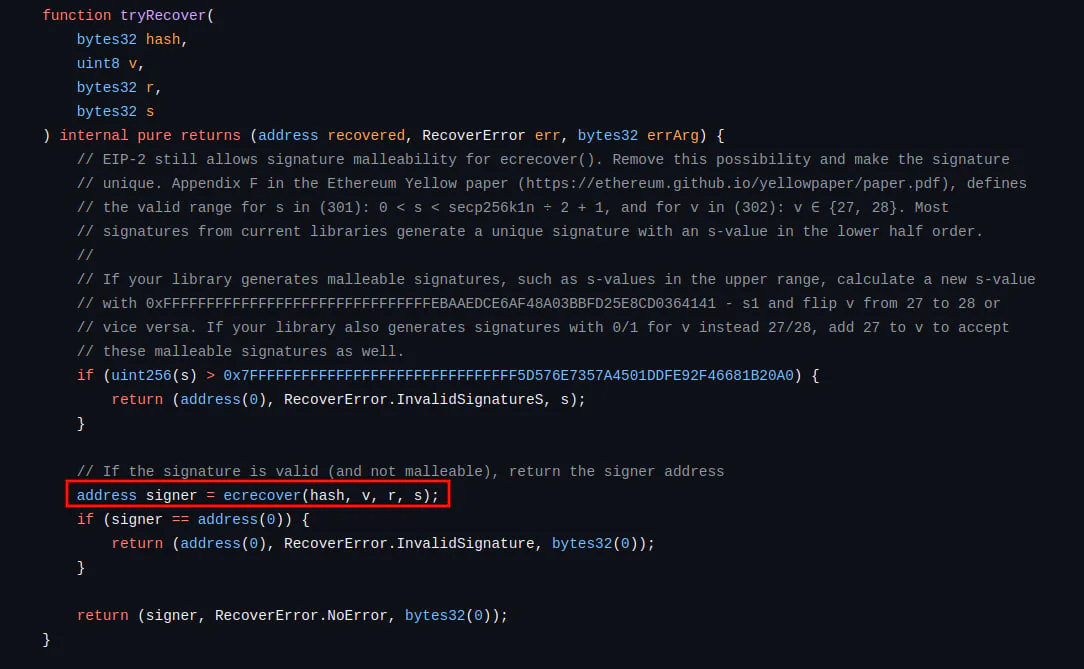 function tryRecover(
bytes32 hash,
uint8 v,
bytes32 r,
bytes32 s
) internal pure returns (address recovered, RecoverError err, bytes32 errArg) {
// EIP-2 still allows signature malleability for ecrecover(). Remove this possibility and make the signature
// unique. Appendix F in the Ethereum Yellow paper (https://ethereum.github.io/yellowpaper/paper.pdf), defines
// the valid range for s in (301): 0 < s < secp256k1n ÷ 2 + 1, and for v in (302): v ∈ {27, 28}. Most
// signatures from current libraries generate a unique signature with an s-value in the lower half order.
//
// If your library generates malleable signatures, such as s-values in the upper range, calculate a new s-value
// with 0xFFFFFFFFFFFFFFFFFFFFFFFFFFFFFFFEBAAEDCE6AF48A03BBFD25E8CD0364141 - s1 and flip v from 27 to 28 or
// vice versa. If your library also generates signatures with 0/1 for v instead 27/28, add 27 to v to accept
// these malleable signatures as well.
if (uint256(s) > 0x7FFFFFFFFFFFFFFFFFFFFFFFFFFFFFFF5D576E7357A4501DDFE92F46681B20A0) {
return (address(0), RecoverError.InvalidSignatureS, s);
}
// If the signature is valid (and not malleable), return the signer address
address signer = ecrecover(hash, v, r, s);
if (signer == address(0)) {
return (address(0), RecoverError.InvalidSignature, bytes32(0));
}
return (signer, RecoverError.NoError, bytes32(0));
}